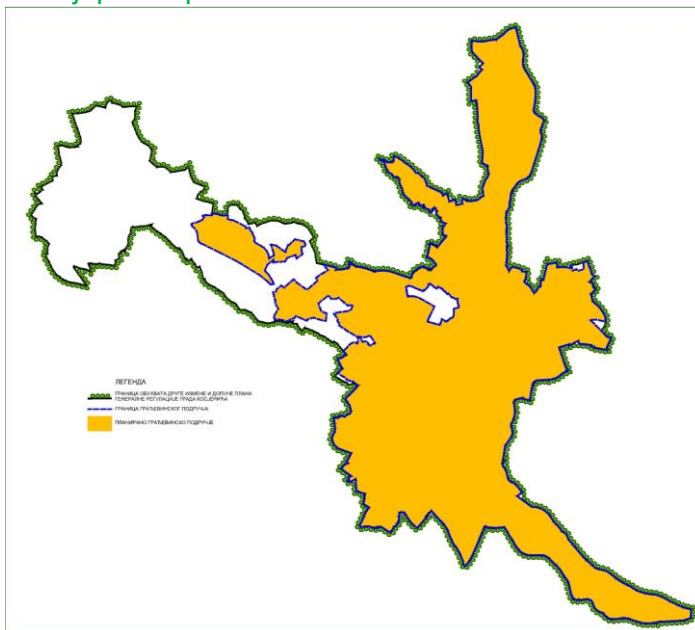 ЛЕГЕНДА
ГРАНИЦА ОБУХВАТА ДРУГЕ ИЗМЕНЕ И ДОПУНЕ ПЛАНА
ГЕНЕРАЛНЕ РЕГУЛАЦИЈЕ ГРАДА КОСЈЕРИЋА
ГРАНИЦА ГРАЂЕВИНСКОГ ПОДРУЧЈА
ПЛАНИРАНО ГРАЂЕВИНСКО ПОДРУЧЈЕ